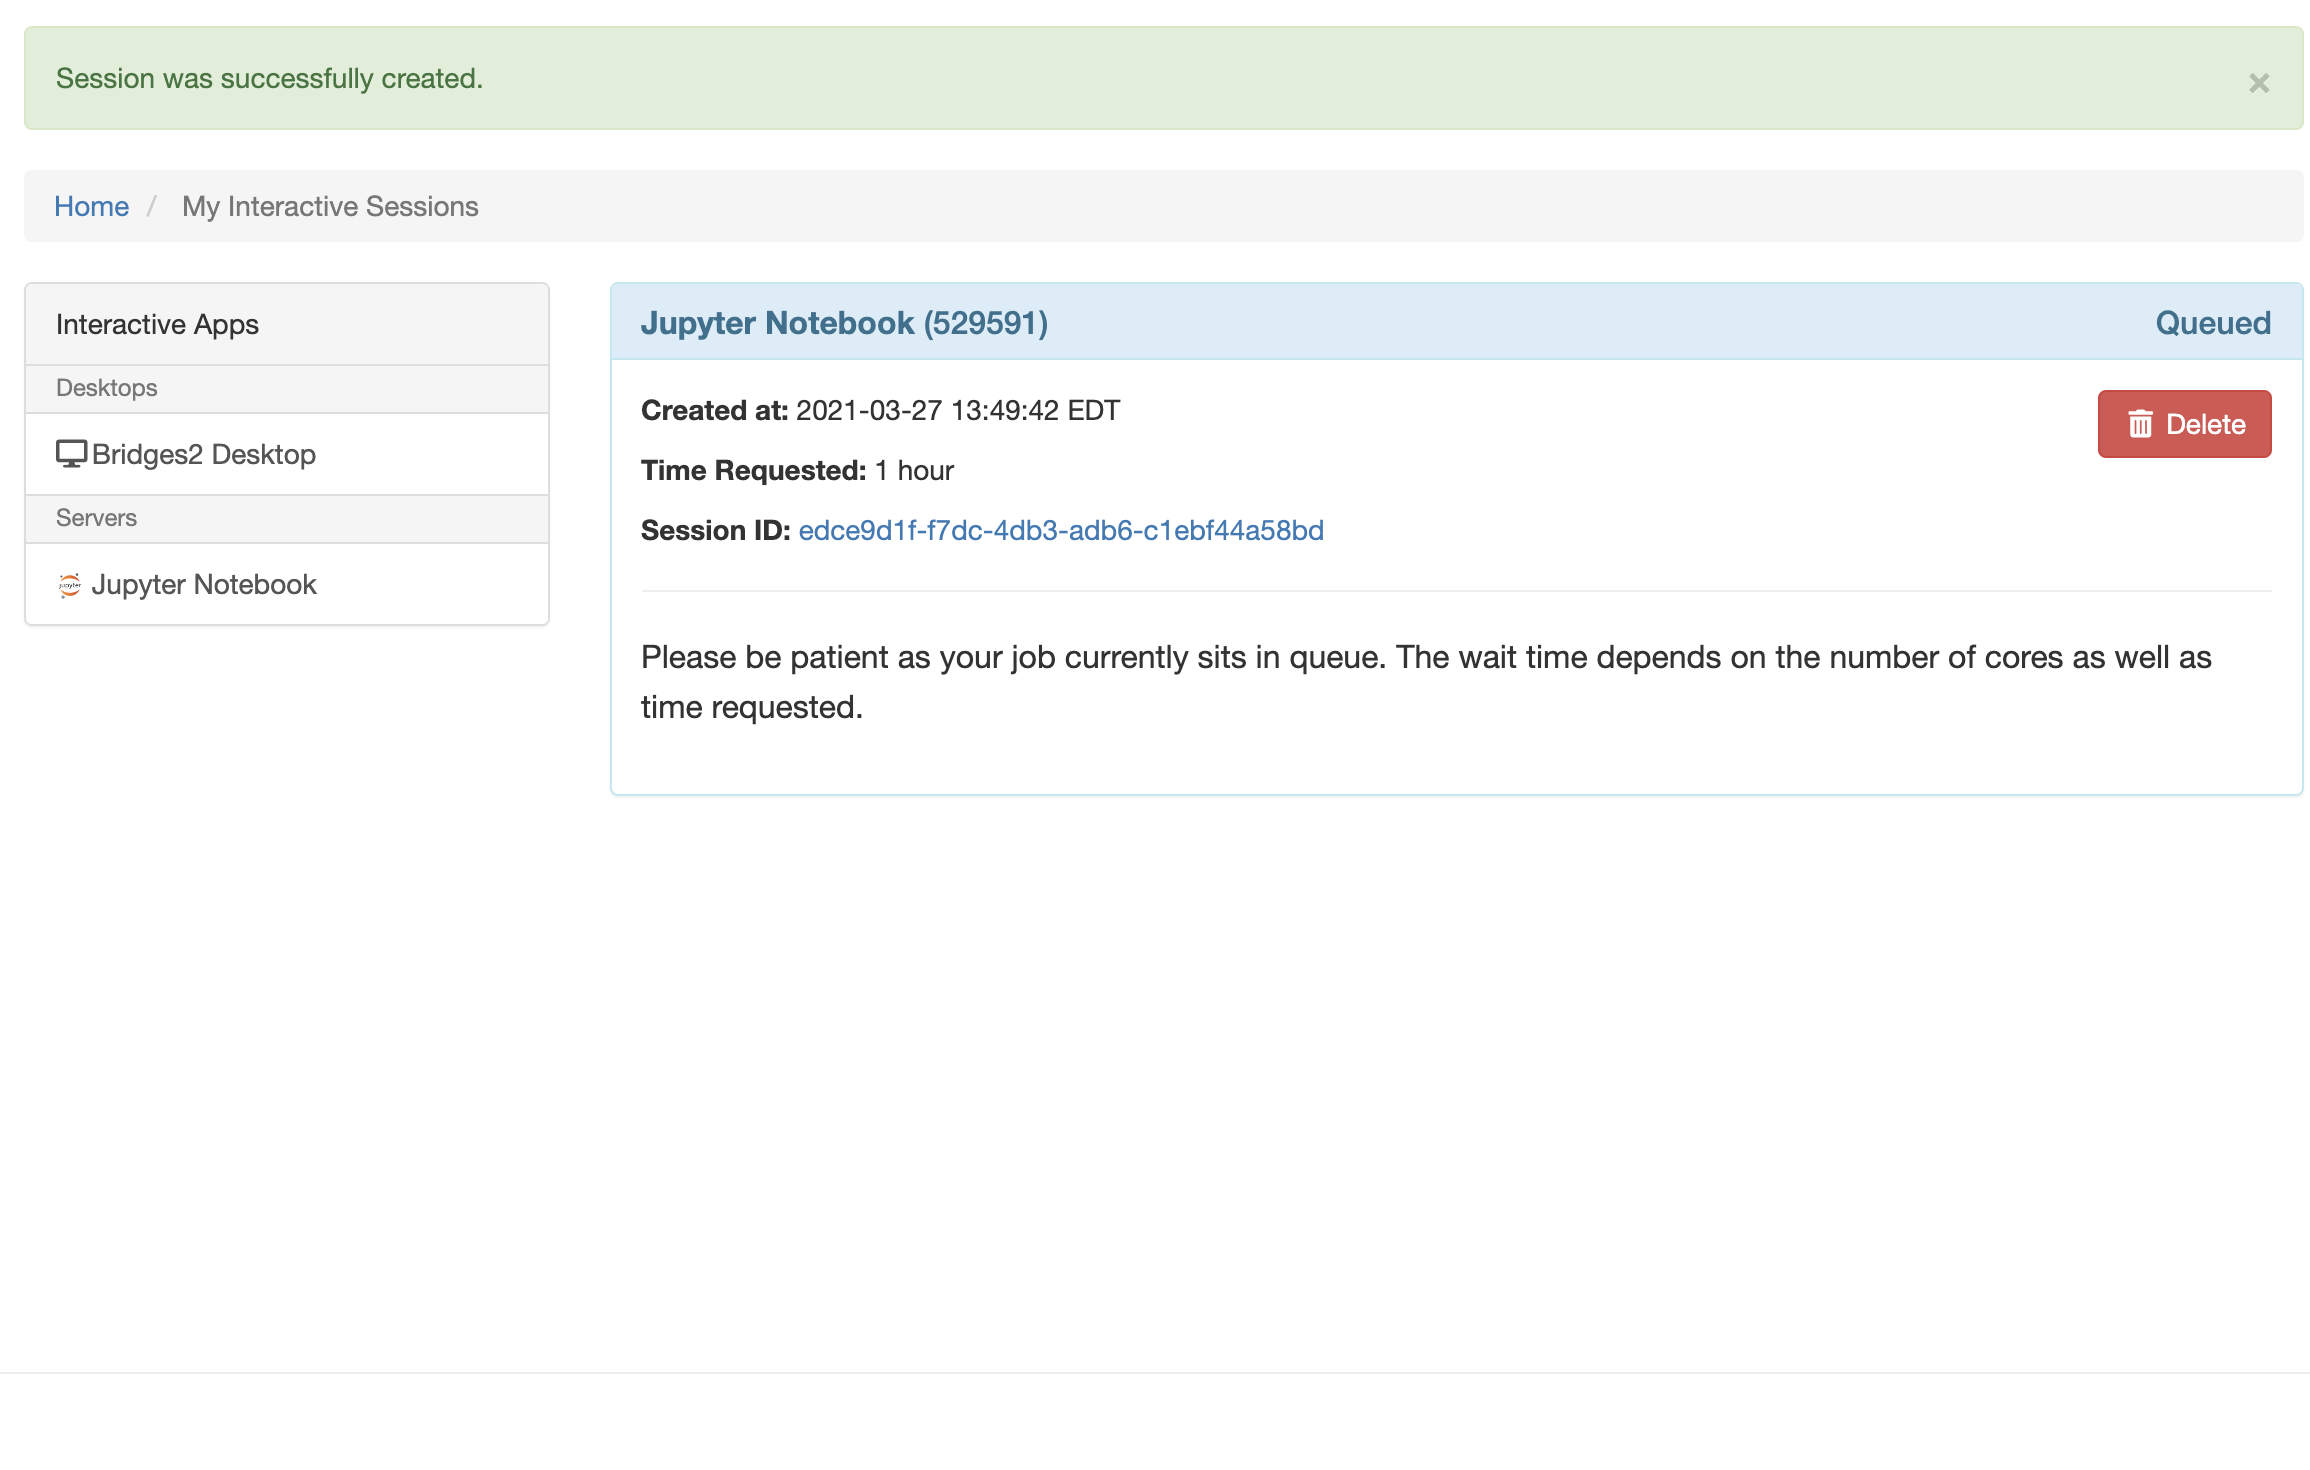 Session was successfully created.
×
Home / My Interactive Sessions
Interactive Apps
Desktops
Bridges2 Desktop
Servers
jupyter Jupyter Notebook
Jupyter Notebook (529591) Queued
Created at: 2021-03-27 13:49:42 EDT
Delete
Time Requested: 1 hour
Session ID: edce9d1f-f7dc-4db3-adb6-c1ebf44a58bd
Please be patient as your job currently sits in queue. The wait time depends on the number of cores as well as
time requested.